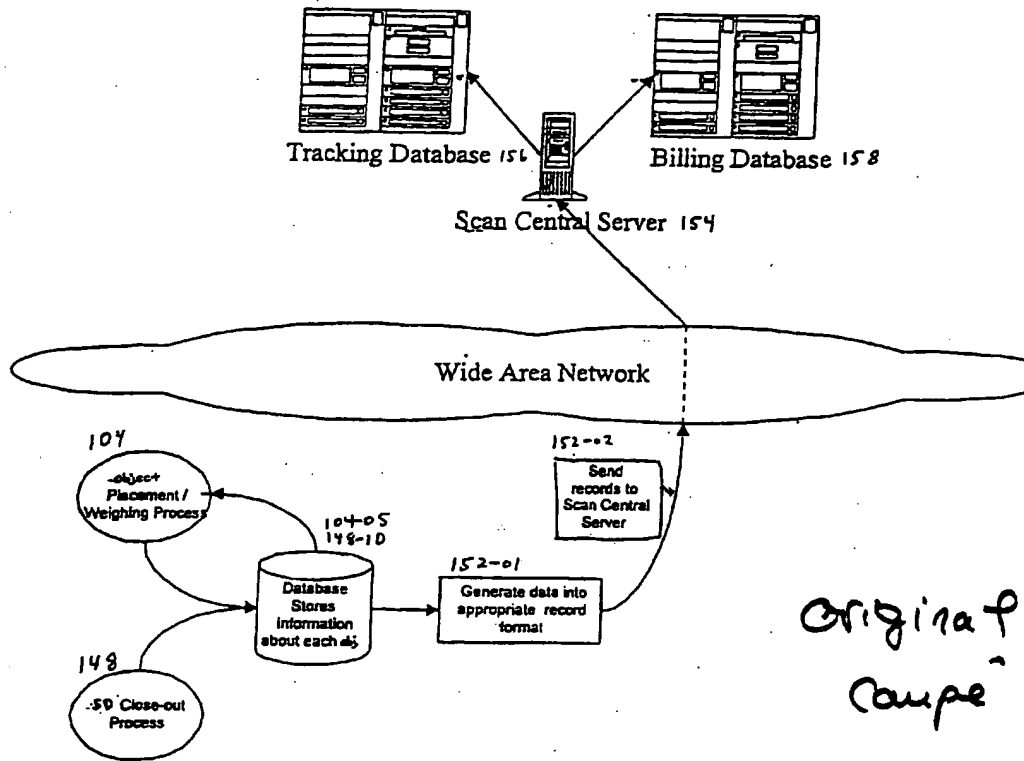 Tracking Database 156
Billing Database 158
Scan Central Server 154
Wide Area Network
104
object
Placement /
Weighing Process
104-05
148-10
Database
Stores
Information
about each obj
152-01
Generate data into
appropriate record
format
152-02
Send
records to
Scan Central
Server
148
SD Close-out
Process
Original